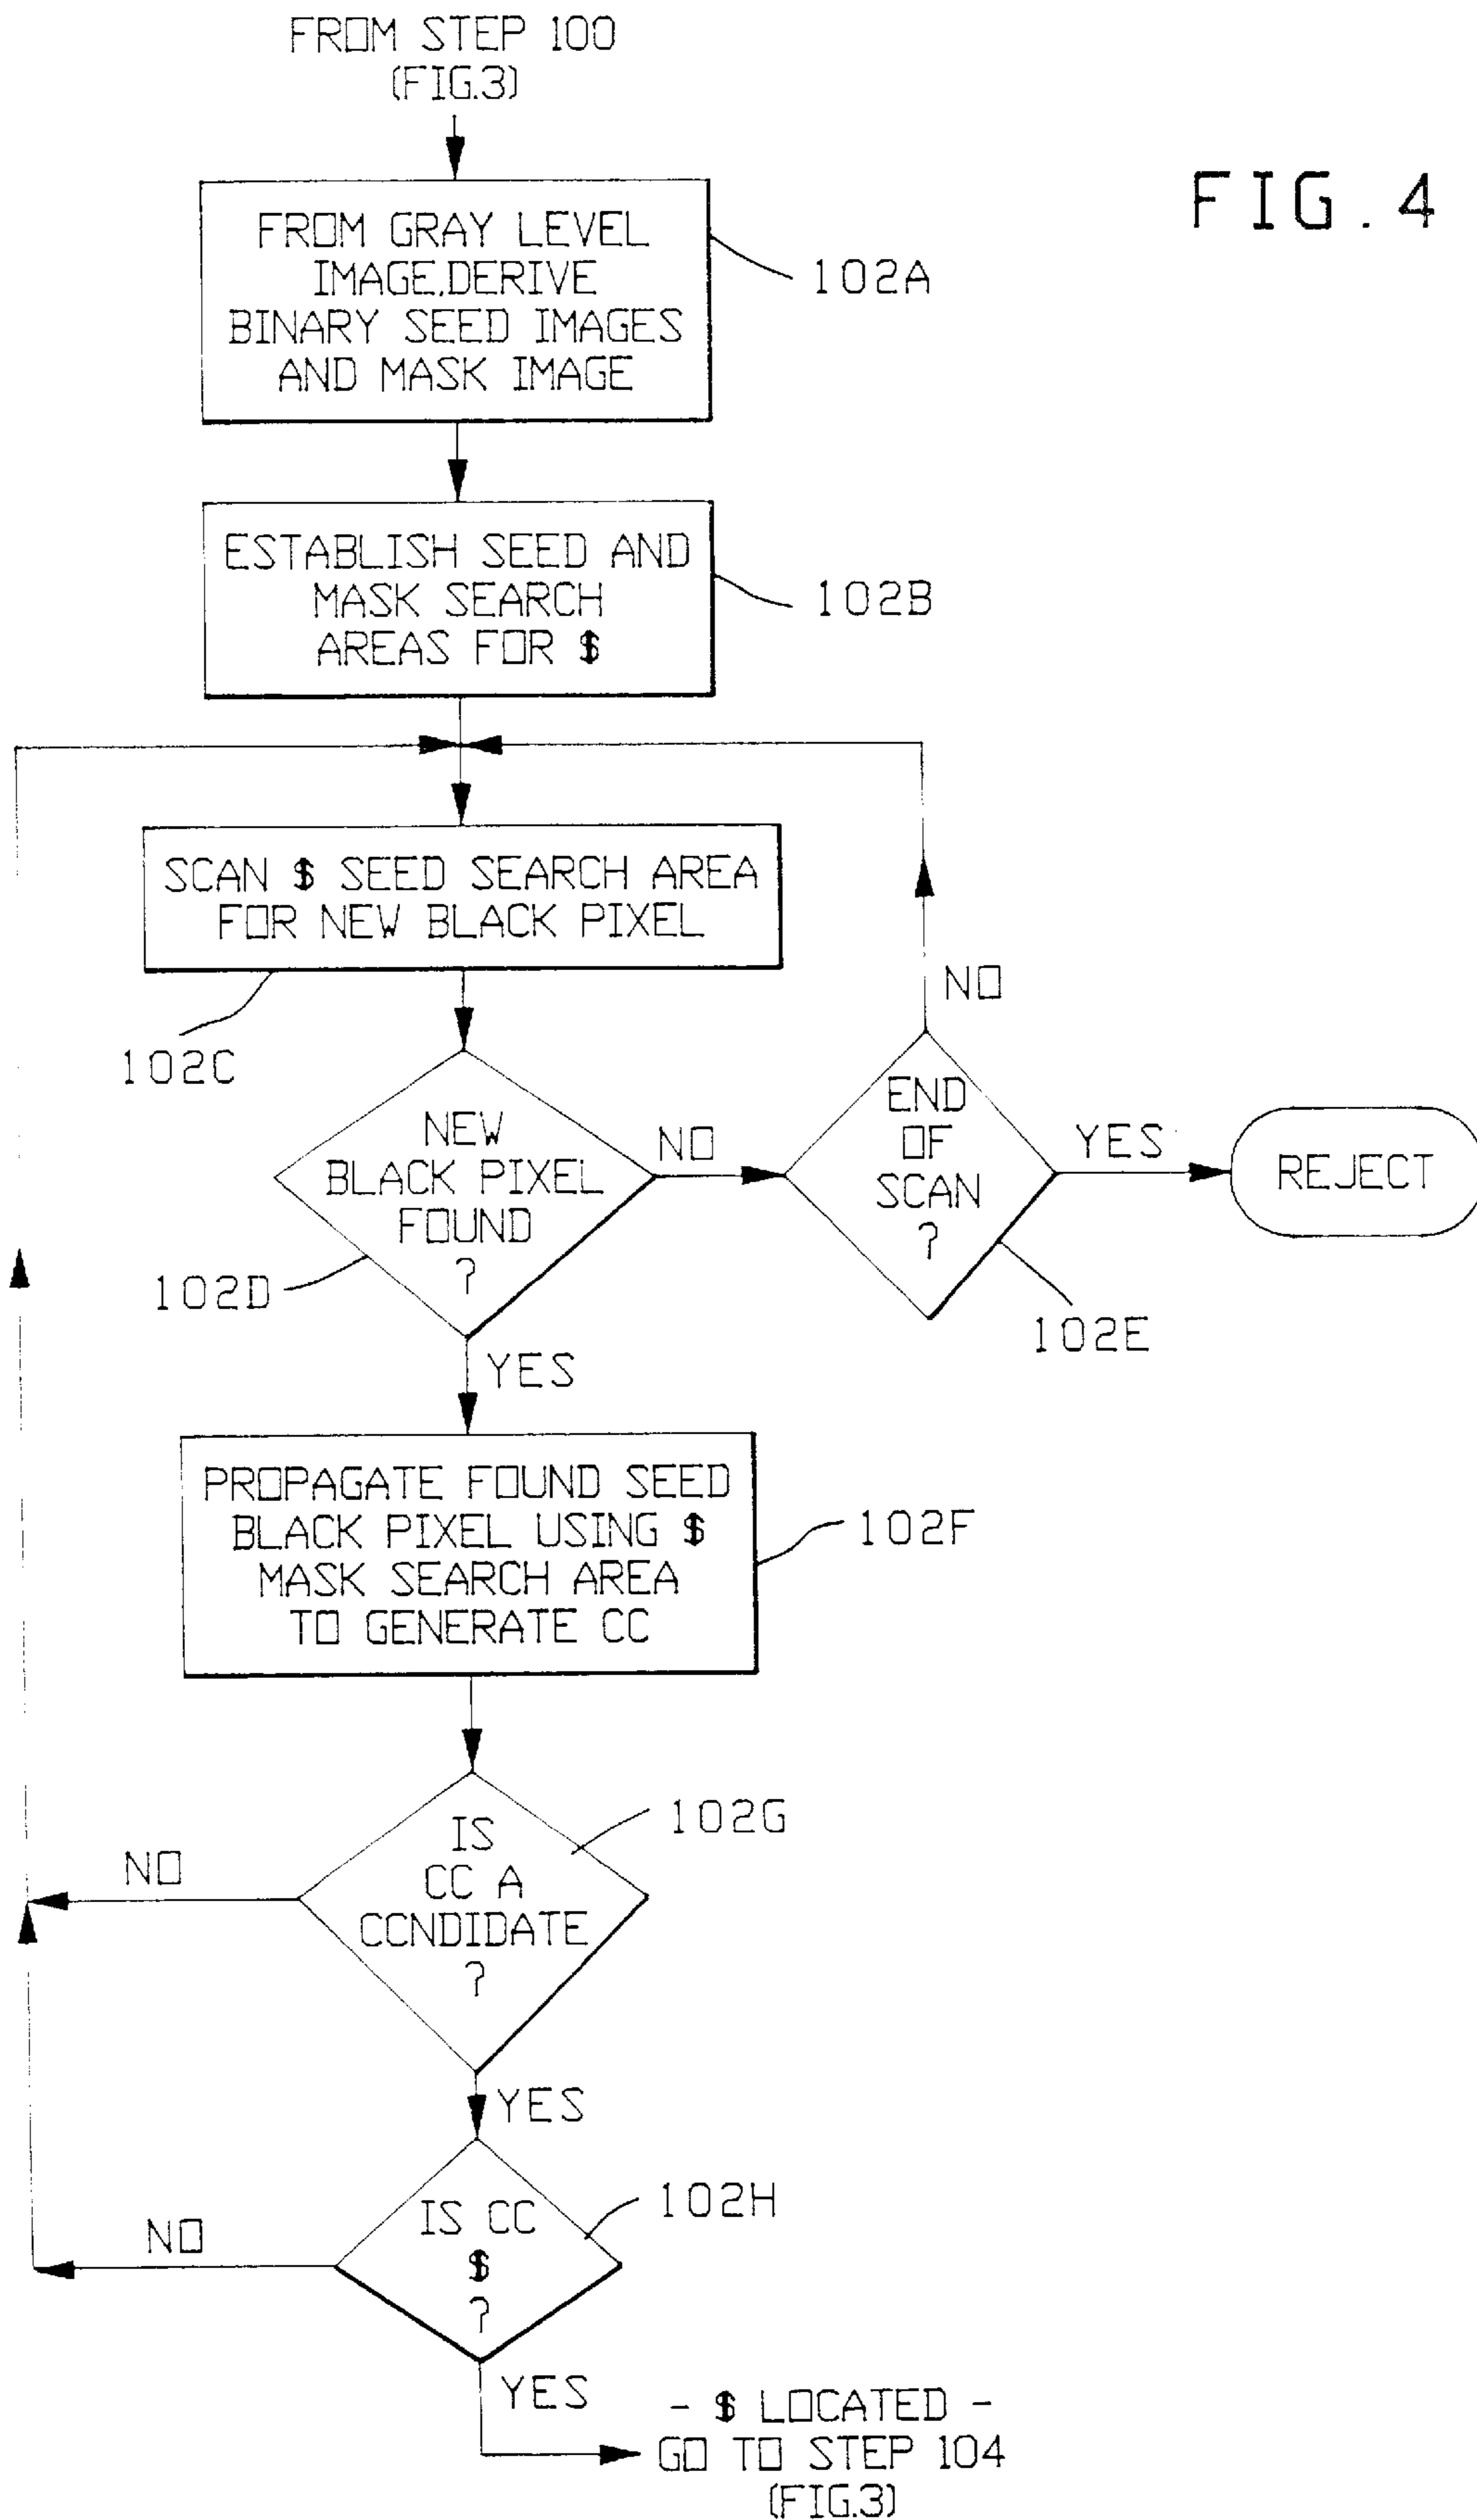 FROM STEP 100
(FIG.3)
FIG.4
FROM GRAY LEVEL
IMAGE,DERIVE
BINARY SEED IMAGES
AND MASK IMAGE
102A
ESTABLISH SEED AND
MASK SEARCH
AREAS FOR $
102B
SCAN $ SEED SEARCH AREA
FOR NEW BLACK PIXEL
102C
NO
NEW
BLACK PIXEL
FOUND
?
102D
NO
END
OF
SCAN
?
102E
YES
REJECT
YES
PROPAGATE FOUND SEED
BLACK PIXEL USING $
MASK SEARCH AREA
TO GENERATE CC
102F
IS
CC A
CCNDIDATE
?
102G
NO
YES
IS CC
$
?
102H
NO
YES
- $ LOCATED -
GO TO STEP 104
(FIG.3)